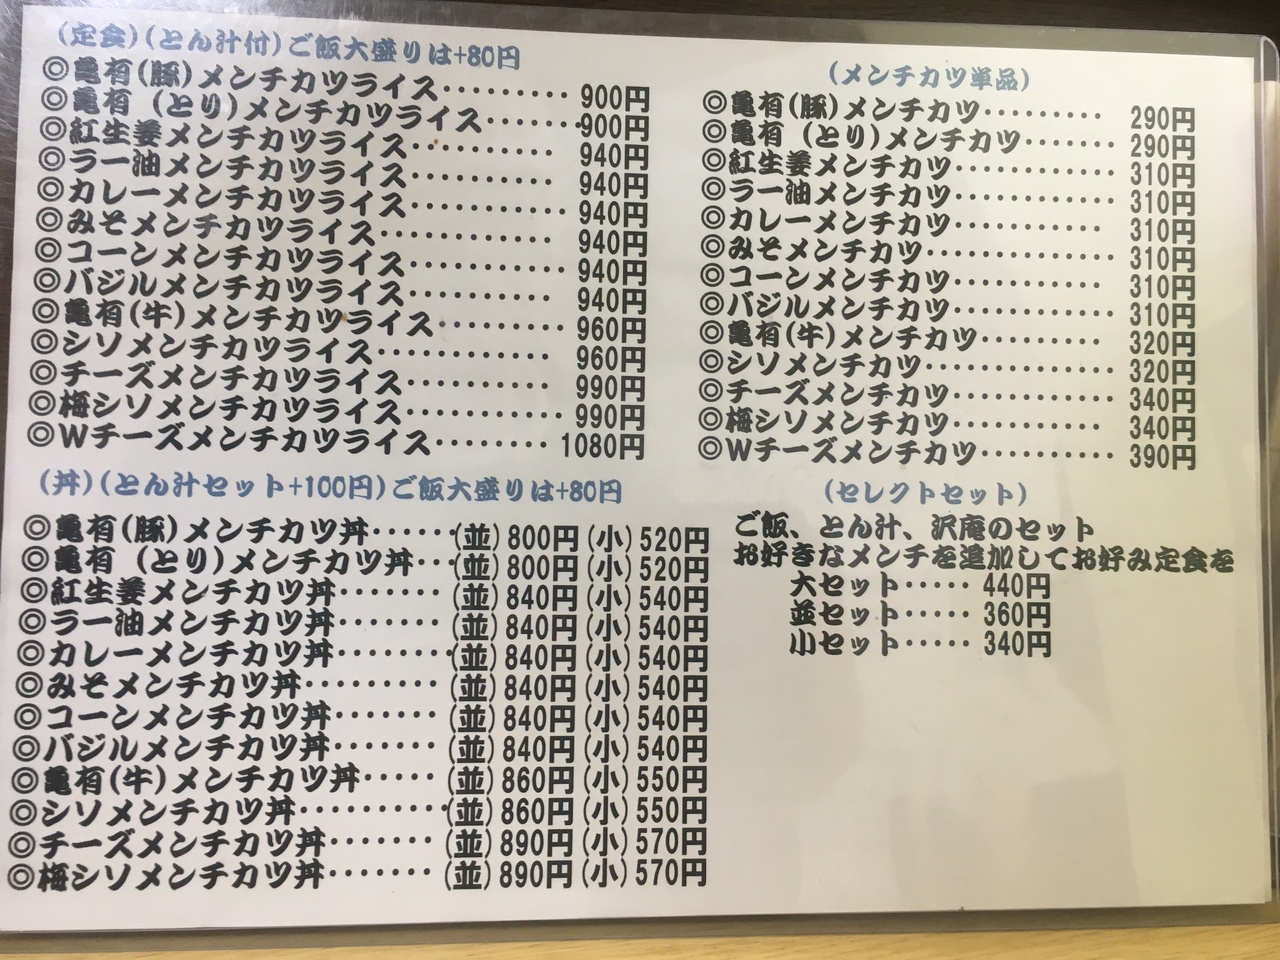 (定食)(とん汁付)ご飯大盛りは+80円
◎亀有(豚)メンチカツライス･････････ 900円
◎亀有 (とり)メンチカツライス･･･････900円
◎紅生姜メンチカツライス･･････････ 940円
◎ラー油メンチカツライス･･････････ 940円
◎カレーメンチカツライス･･･････････940円
◎みそメンチカツライス･･･････････ 940円
◎コーンメンチカツライス･･･････････940円
◎バジルメンチカツライス･･････････ 940円
◎亀有(牛)メンチカツライス･････････960円
◎シソメンチカツライス･･･････････ 960円
◎チーズメンチカツライス･･････････ 990円
◎梅シソメンチカツライス･･･････････990円
◎Wチーズメンチカツライス････････ 1080円
(丼)(とん汁セット+100円)ご飯大盛りは+80円
◎亀有(豚)メンチカツ丼･･････(並)800円(小)520円
◎亀有 (とり)メンチカツ丼･･･(並)800円(小)520円
◎紅生姜メンチカツ丼･･･････ (並)840円(小)540円
◎ラー油メンチカツ丼･･･････ (並)840円(小)540円
◎カレーメンチカツ丼････････(並)840円(小)540円
◎みそメンチカツ丼･････････ (並)840円(小)540円
◎コーンメンチカツ丼･･･････ (並)840円(小)540円
◎バジルメンチカツ丼･･･････ (並)840円(小)540円
◎亀有(牛)メンチカツ丼･････ (並)860円(小)550円
◎シソメンチカツ丼･･････････(並)860円(小)550円
◎チーズメンチカツ丼･･･････ (並)890円(小)570円
◎梅シソメンチカツ丼･･･････ (並)890円(小)570円
(メンチカツ単品)
◎亀有(豚)メンチカツ･････････ 290円
◎亀有 (とり)メンチカツ･･･････ 290円
◎紅生姜メンチカツ････････････ 310円
◎ラー油メンチカツ････････････ 310円
◎カレーメンチカツ･･･････････ 310円
◎みそメンチカツ･････････････ 310円
◎コーンメンチカツ･･･････････ 310円
◎バジルメンチカツ････････････ 310円
◎亀有(牛)メンチカツ･････････ 320円
◎シソメンチカツ･････････････ 320円
◎チーズメンチカツ････････････ 340円
◎梅シソメンチカツ･･･････････ 340円
◎Wチーズメンチカツ･･････････ 390円
(セレクトセット)
ご飯、とん汁、沢庵のセット
お好きなメンチを追加してお好み定食を
大セット･････ 440円
並セット･････ 360円
小セット･････ 340円